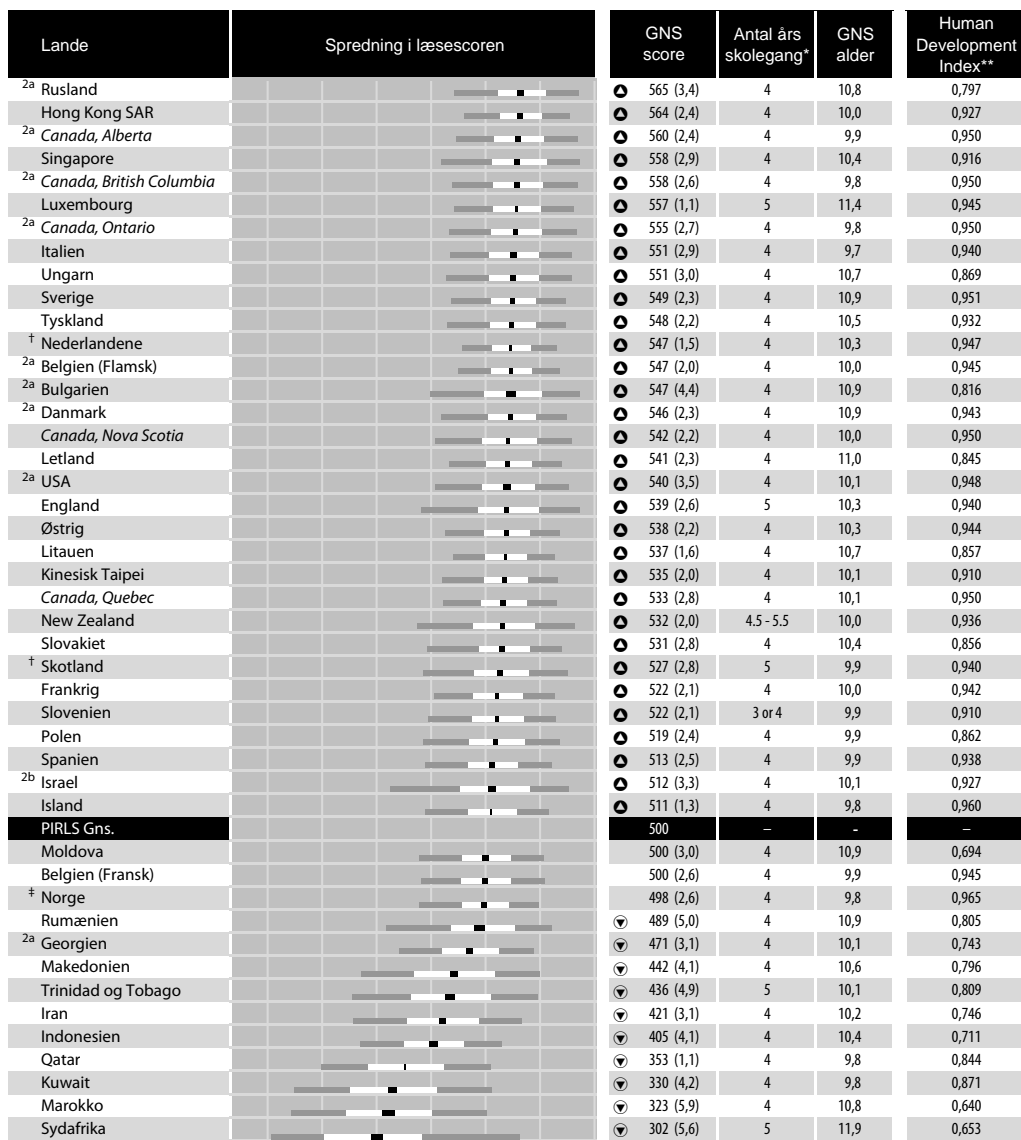 Lande Spredning i læsescoren GNS score Antal års skolegang* GNS alder Human Development Index**
2a Rusland 565 (3,4) 4 10,8 0,797
Hong Kong SAR 564 (2,4) 4 10,0 0,927
2a Canada, Alberta 560 (2,4) 4 9,9 0,950
Singapore 558 (2,9) 4 10,4 0,916
2a Canada, British Columbia 558 (2,6) 4 9,8 0,950
Luxembourg 557 (1,1) 5 11,4 0,945
2a Canada, Ontario 555 (2,7) 4 9,8 0,950
Italien 551 (2,9) 4 9,7 0,940
Ungarn 551 (3,0) 4 10,7 0,869
Sverige 549 (2,3) 4 10,9 0,951
Tyskland 548 (2,2) 4 10,5 0,932
† Nederlandene 547 (1,5) 4 10,3 0,947
2a Belgien (Flamsk) 547 (2,0) 4 10,0 0,945
2a Bulgarien 547 (4,4) 4 10,9 0,816
2a Danmark 546 (2,3) 4 10,9 0,943
Canada, Nova Scotia 542 (2,2) 4 10,0 0,950
Letland 541 (2,3) 4 11,0 0,845
2a USA 540 (3,5) 4 10,1 0,948
England 539 (2,6) 5 10,3 0,940
Østrig 538 (2,2) 4 10,3 0,944
Litauen 537 (1,6) 4 10,7 0,857
Kinesisk Taipei 535 (2,0) 4 10,1 0,910
Canada, Quebec 533 (2,8) 4 10,1 0,950
New Zealand 532 (2,0) 4.5 - 5.5 10,0 0,936
Slovakiet 531 (2,8) 4 10,4 0,856
† Skotland 527 (2,8) 5 9,9 0,940
Frankrig 522 (2,1) 4 10,0 0,942
Slovenien 522 (2,1) 3 or 4 9,9 0,910
Polen 519 (2,4) 4 9,9 0,862
Spanien 513 (2,5) 4 9,9 0,938
2b Israel 512 (3,3) 4 10,1 0,927
Island 511 (1,3) 4 9,8 0,960
PIRLS Gns. 500 – - –
Moldova 500 (3,0) 4 10,9 0,694
Belgien (Fransk) 500 (2,6) 4 9,9 0,945
‡ Norge 498 (2,6) 4 9,8 0,965
Rumænien 489 (5,0) 4 10,9 0,805
2a Georgien 471 (3,1) 4 10,1 0,743
Makedonien 442 (4,1) 4 10,6 0,796
Trinidad og Tobago 436 (4,9) 5 10,1 0,809
Iran 421 (3,1) 4 10,2 0,746
Indonesien 405 (4,1) 4 10,4 0,711
Qatar 353 (1,1) 4 9,8 0,844
Kuwait 330 (4,2) 4 9,8 0,871
Marokko 323 (5,9) 4 10,8 0,640
Sydafrika 302 (5,6) 5 11,9 0,653